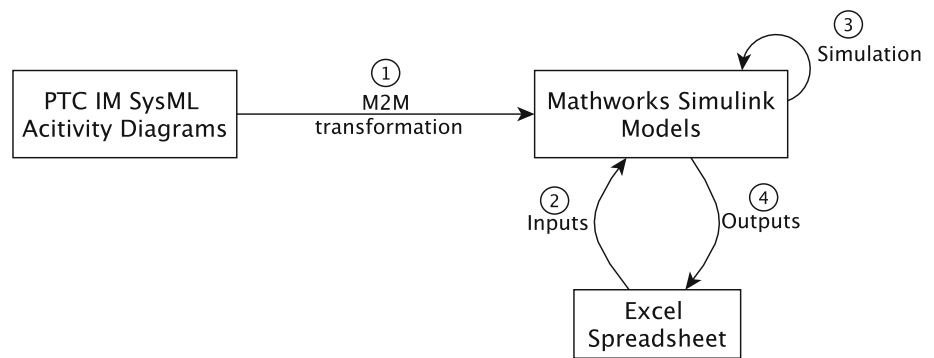 PTC IM SysML
Acitivity Diagrams
1
M2M
transformation
Mathworks Simulink
Models
3
Simulation
2
Inputs
4
Outputs
Excel
Spreadsheet